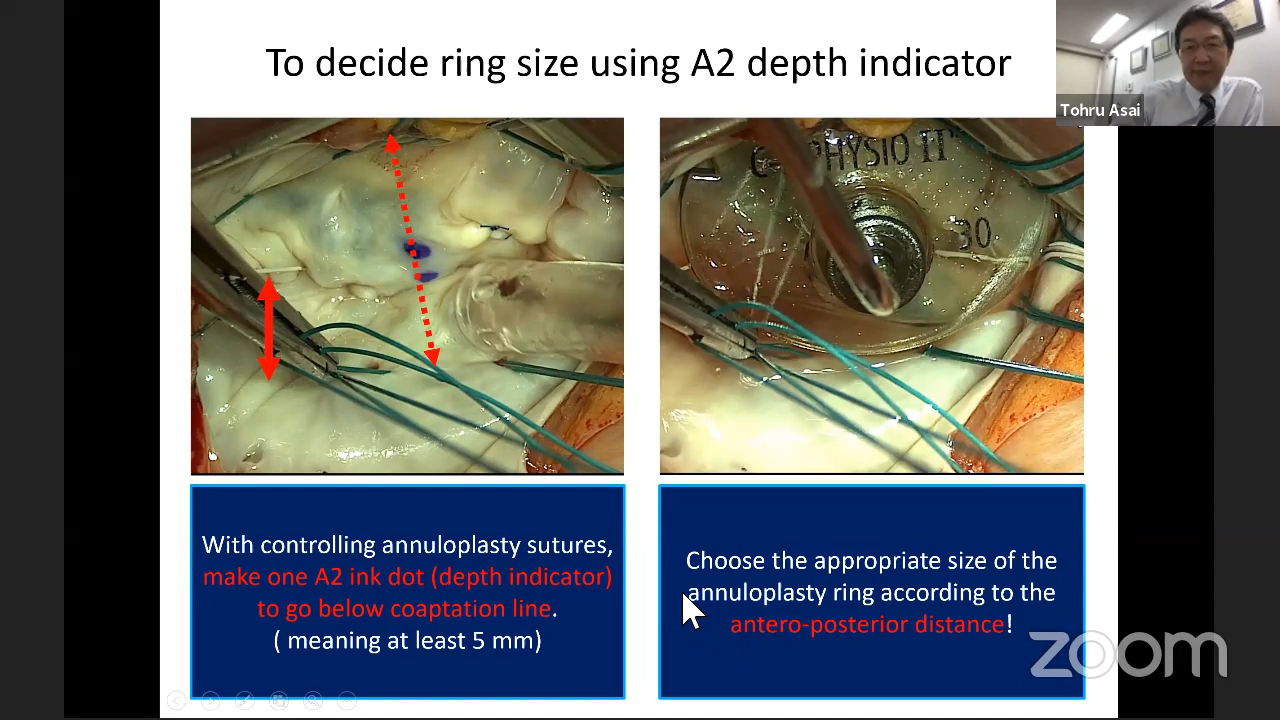 To decide ring size using A2 depth indicator
Tohru Asai
PHYSIO II
30
With controlling annuloplasty sutures,
make one A2 ink dot (depth indicator)
to go below coaptation line.
( meaning at least 5 mm)
Choose the appropriate size of the
annuloplasty ring according to the
antero-posterior distance!
zoom